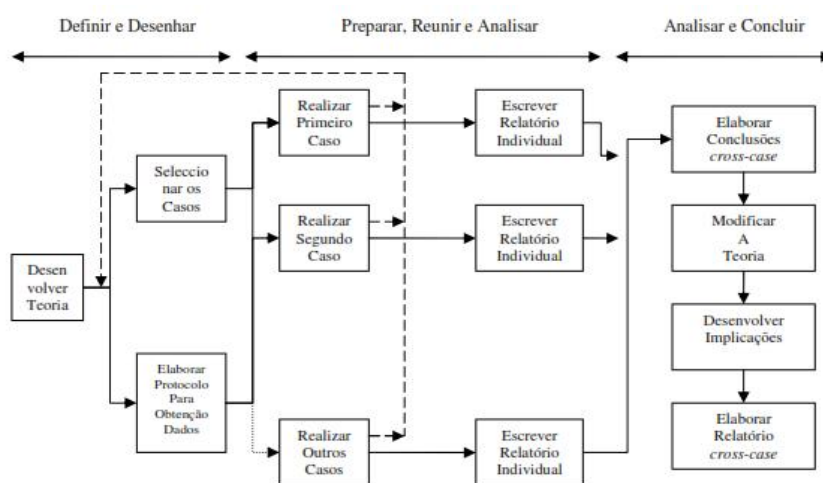 Definir e Desenhar
Preparar, Reunir e Analisar
Analisar e Concluir
Desen
volver
Teoria
Seleccio
nar os
Casos
Elaborar
Protocolo
Para
Obtenção
Dados
Realizar
Primeiro
Caso
Realizar
Segundo
Caso
Realizar
Outros
Casos
Escrever
Relatório
Individual
Escrever
Relatório
Individual
Escrever
Relatório
Individual
Elaborar
Conclusões
cross-case
Modificar
A
Teoria
Desenvolver
Implicações
Elaborar
Relatório
cross-case